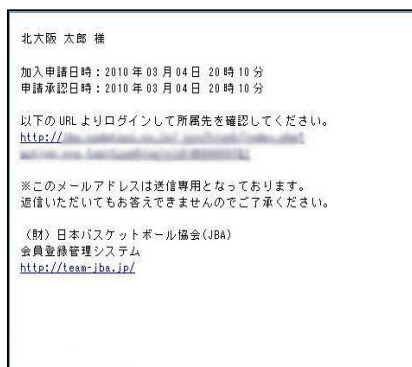 北大阪 太郎 様
加入申請日時：2010 年 03 月 04 日 20 時 10 分
申請承認日時：2010 年 03 月 04 日 20 時 10 分
以下の URL よりログインして所属先を確認してください。
http://
※このメールアドレスは送信専用となっております。
返信いただいてもお答えできませんのでご了承ください。
（財）日本バスケットボール協会(JBA)
会員登録管理システム
http://team-jba.jp/